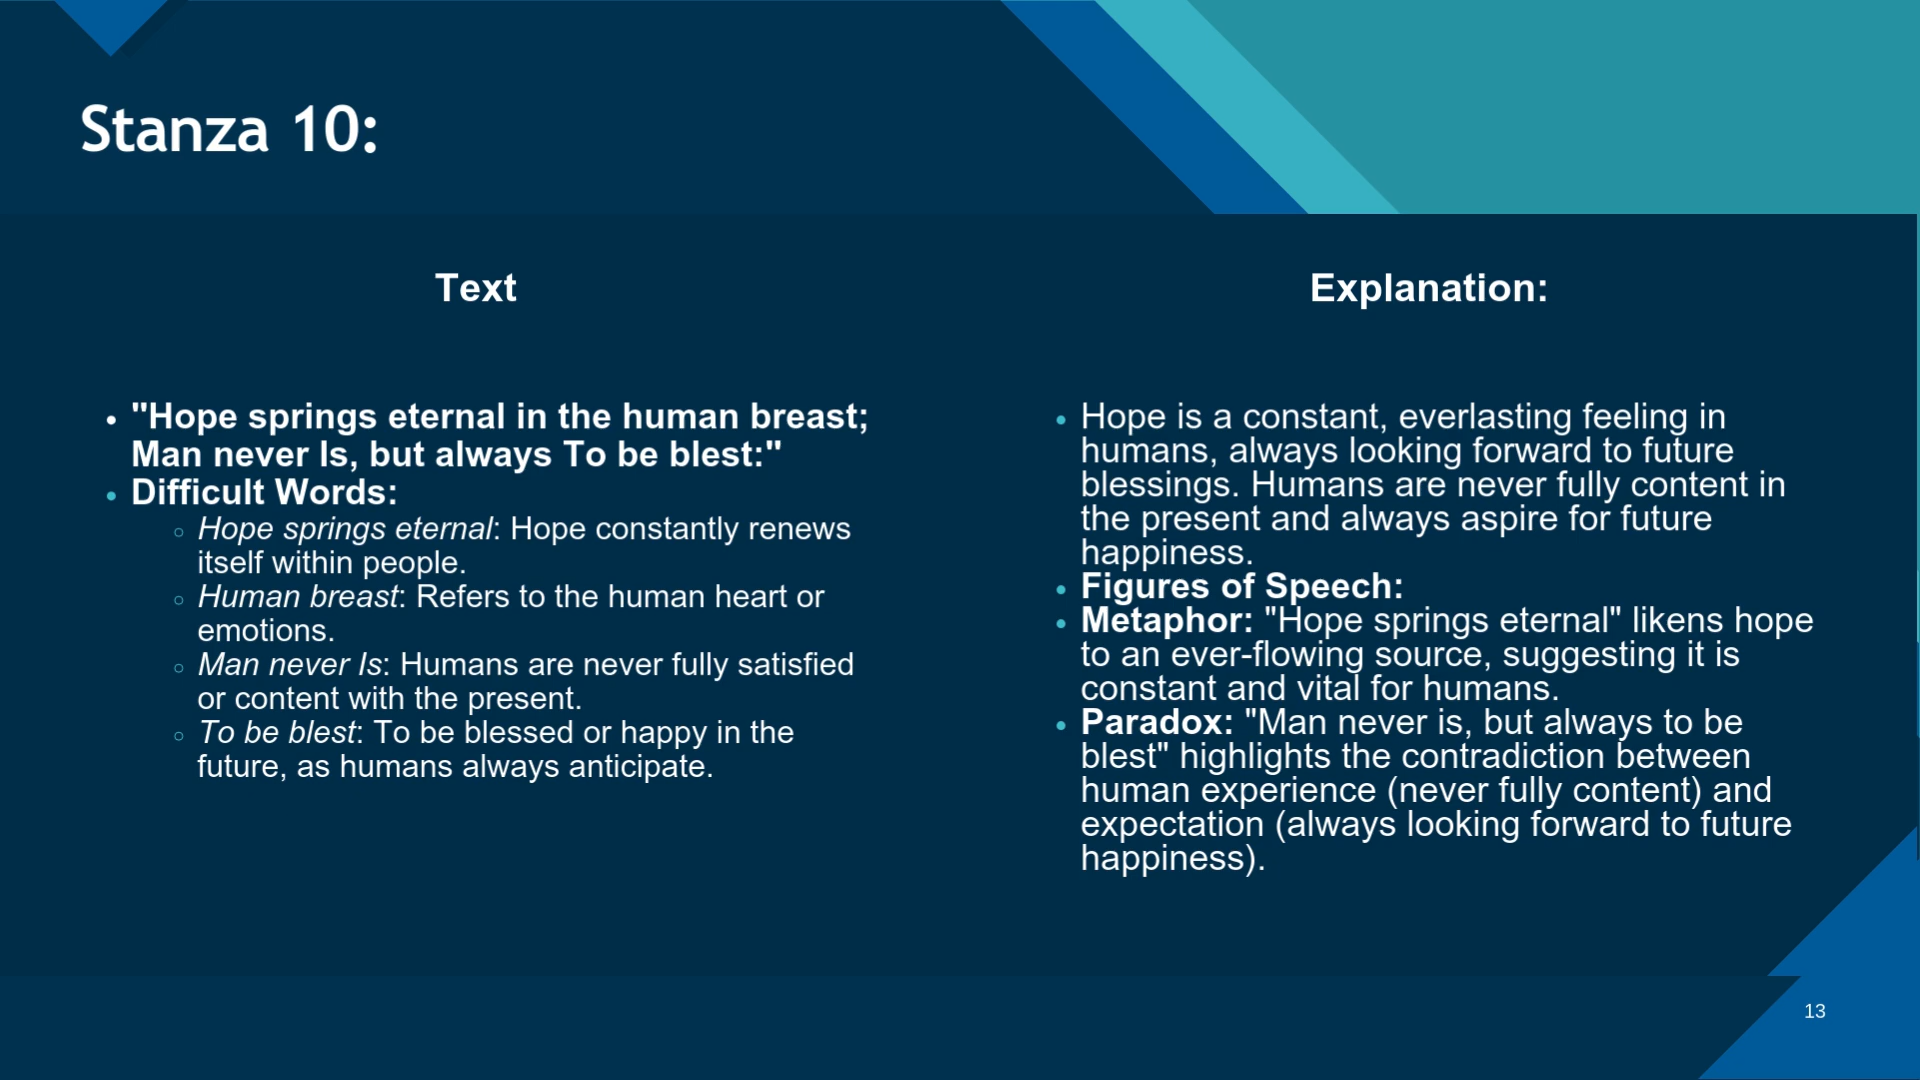 Stanza 10:
Text
"Hope springs eternal in the human breast;
Man never Is, but always To be blest:"
Difficult Words:
Hope springs eternal: Hope constantly renews
itself within people.
Human breast: Refers to the human heart or
emotions.
Man never Is: Humans are never fully satisfied
or content with the present.
To be blest: To be blessed or happy in the
future, as humans always anticipate.
Explanation:
Hope is a constant, everlasting feeling in
humans, always looking forward to future
blessings. Humans are never fully content in
the present and always aspire for future
happiness.
Figures of Speech:
Metaphor: "Hope springs eternal" likens hope
to an ever-flowing source, suggesting it is
constant and vital for humans.
Paradox: "Man never is, but always to be
blest" highlights the contradiction between
human experience (never fully content) and
expectation (always looking forward to future
happiness).
13